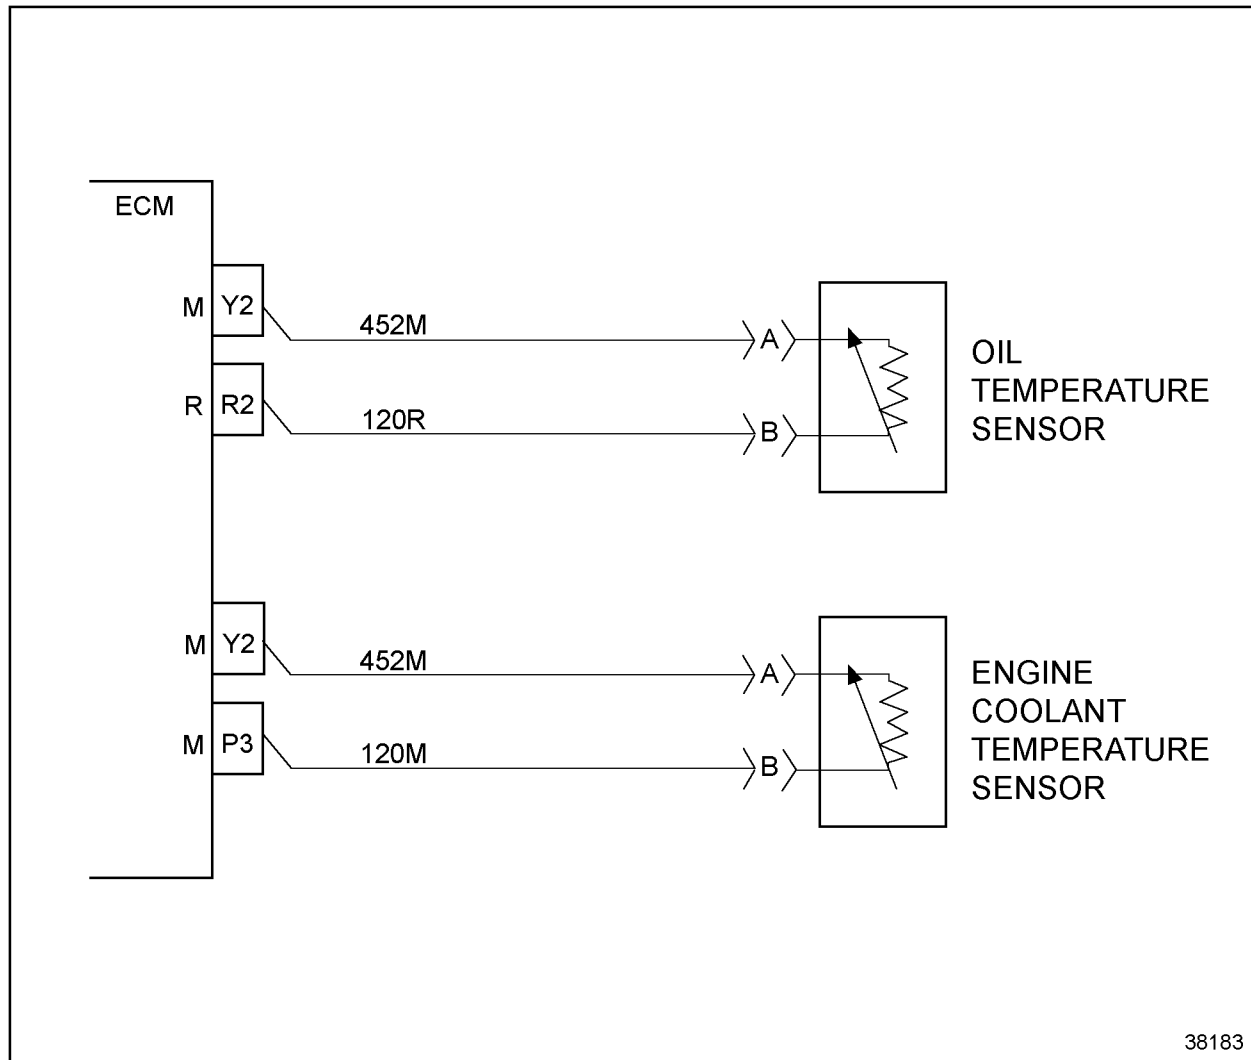 ECM
M Y2 452M A
R R2 120R B
OIL
TEMPERATURE
SENSOR
M Y2 452M A
M P3 120M B
ENGINE
COOLANT
TEMPERATURE
SENSOR
38183